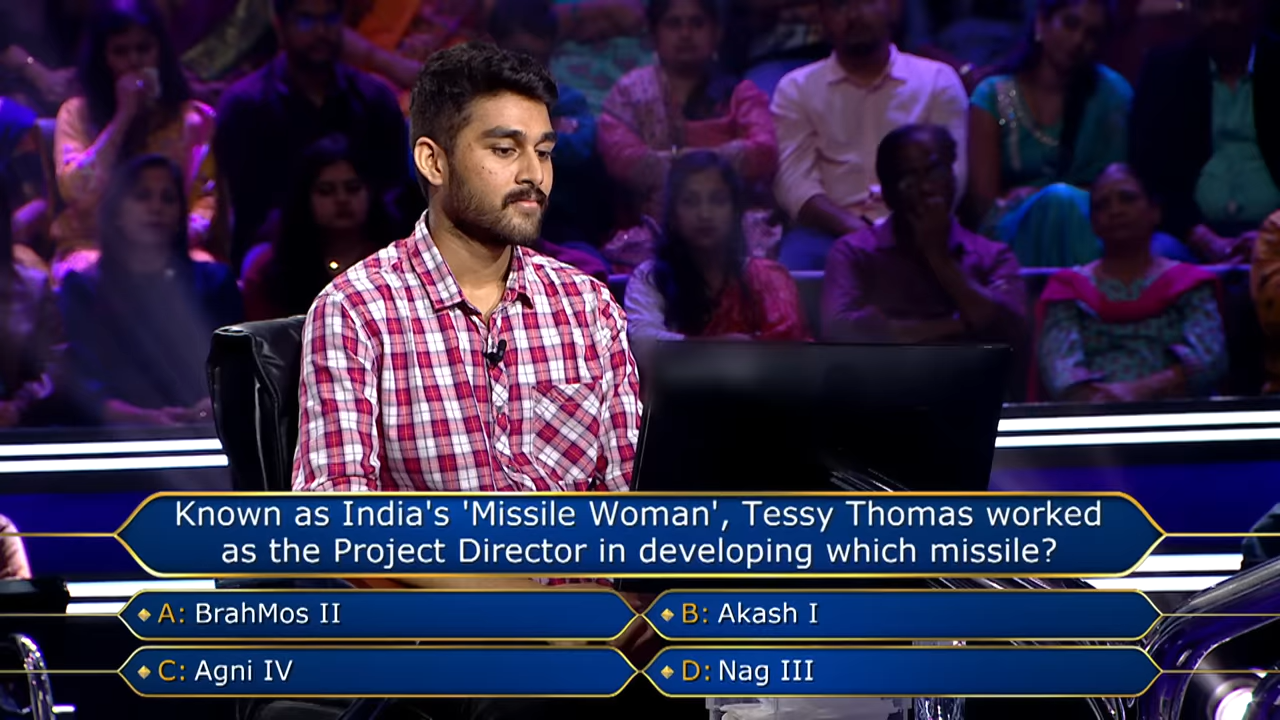 Known as India's 'Missile Woman', Tessy Thomas worked
as the Project Director in developing which missile?
A: BrahMos II
B: Akash I
C: Agni IV
D: Nag III